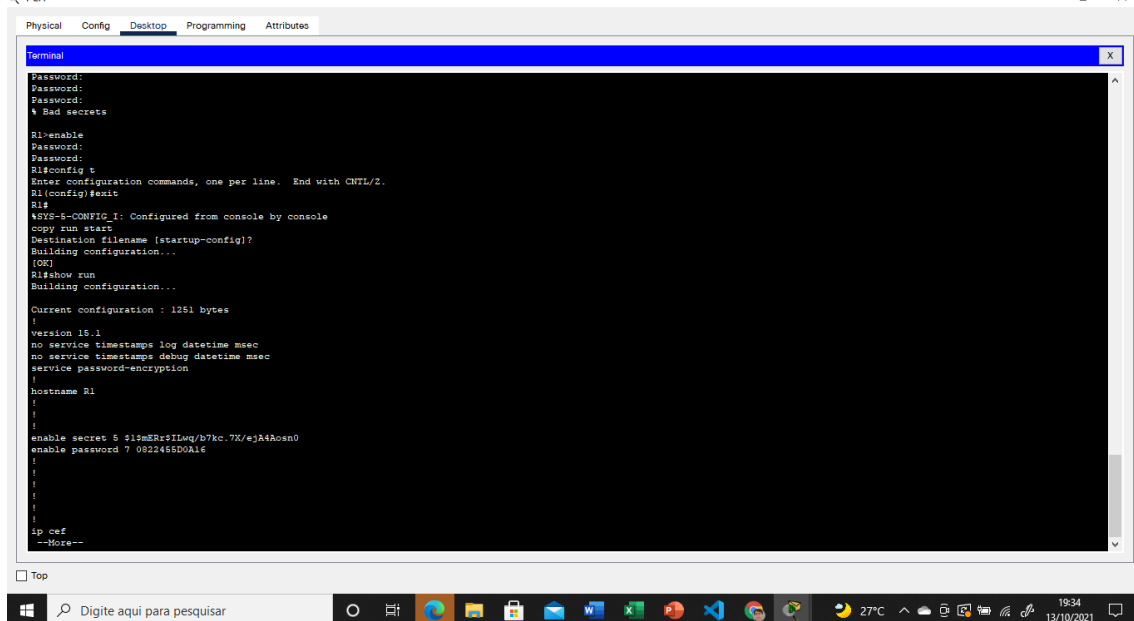 Physical Config Desktop Programming Attributes
Terminal X
Password:
Password:
Password:
% Bad secrets
R1>enable
Password:
Password:
R1#config t
Enter configuration commands, one per line. End with CNTL/Z.
R1(config)#exit
R1#
%SYS-5-CONFIG_I: Configured from console by console
copy run start
Destination filename [startup-config]?
Building configuration...
[OK]
R1#show run
Building configuration...
Current configuration : 1251 bytes
!
version 15.1
no service timestamps log datetime msec
no service timestamps debug datetime msec
service password-encryption
!
hostname R1
!
!
!
enable secret 5 $1$mERr$ILwq/b7kc.7X/ejA4Aosn0
enable password 7 0822455D0A16
!
!
!
!
!
!
ip cef
--More--
Top
Digite aqui para pesquisar
27°C
19:34
13/10/2021